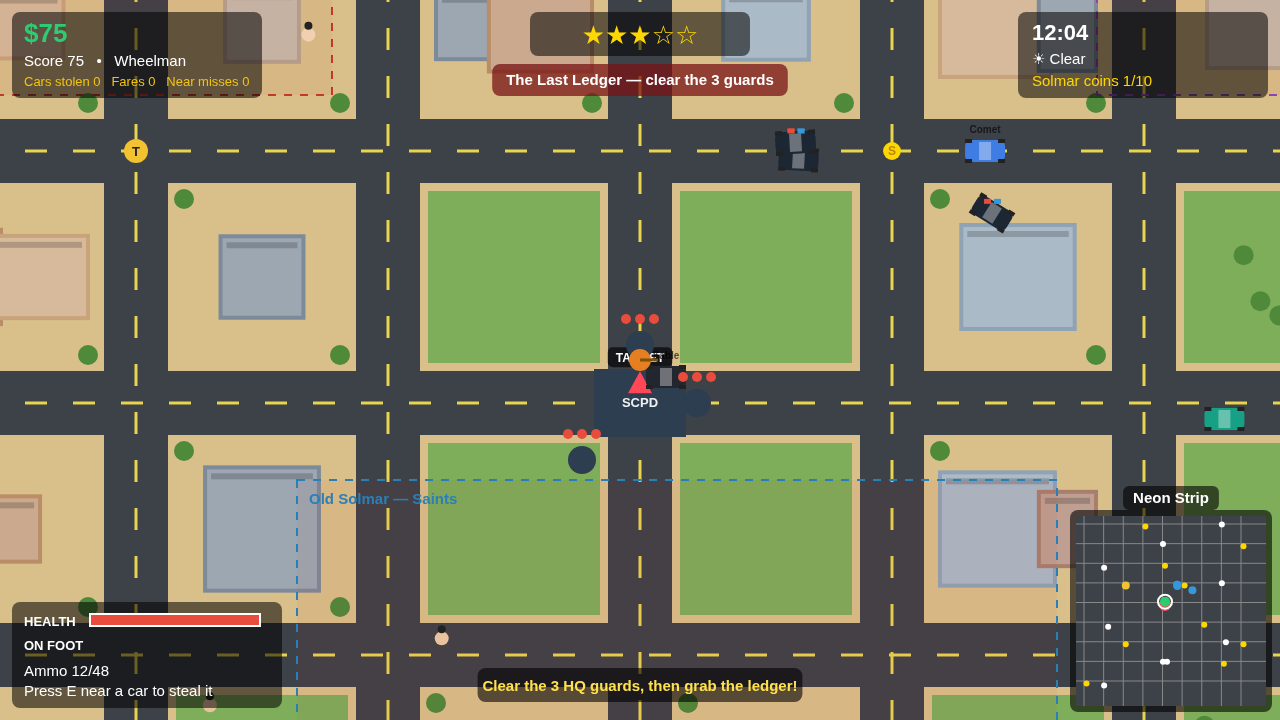 $75
Score 75 • Wheelman
Cars stolen 0 Fares 0 Near misses 0
★★★☆☆
The Last Ledger — clear the 3 guards
12:04
☀ Clear
Solmar coins 1/10
T
S
Comet
SCPD
Old Solmar — Saints
Neon Strip
HEALTH
ON FOOT
Ammo 12/48
Press E near a car to steal it
Clear the 3 HQ guards, then grab the ledger!